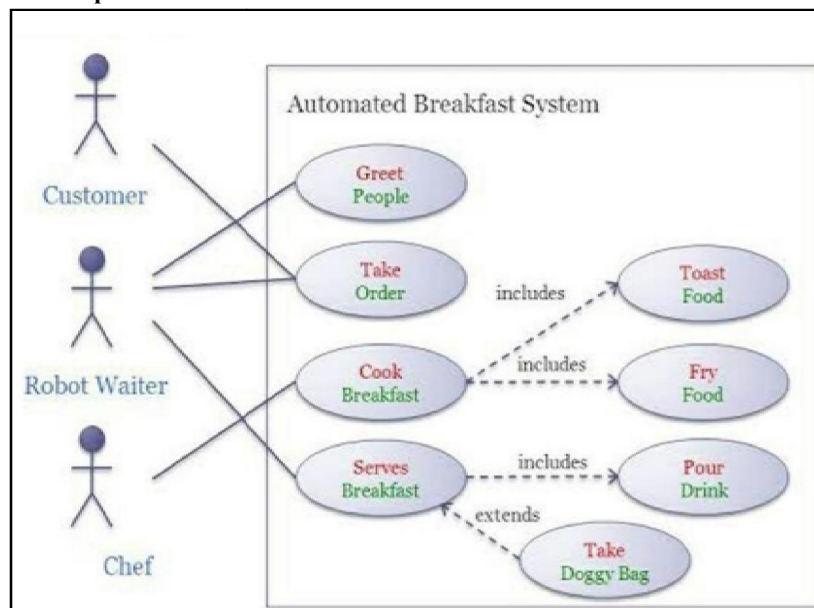 Automated Breakfast System
Customer
Greet
People
Take
Order
includes
Toast
Food
Robot Waiter
Cook
Breakfast
includes
Fry
Food
Serves
Breakfast
includes
Pour
Drink
extends
Chef
Take
Doggy Bag